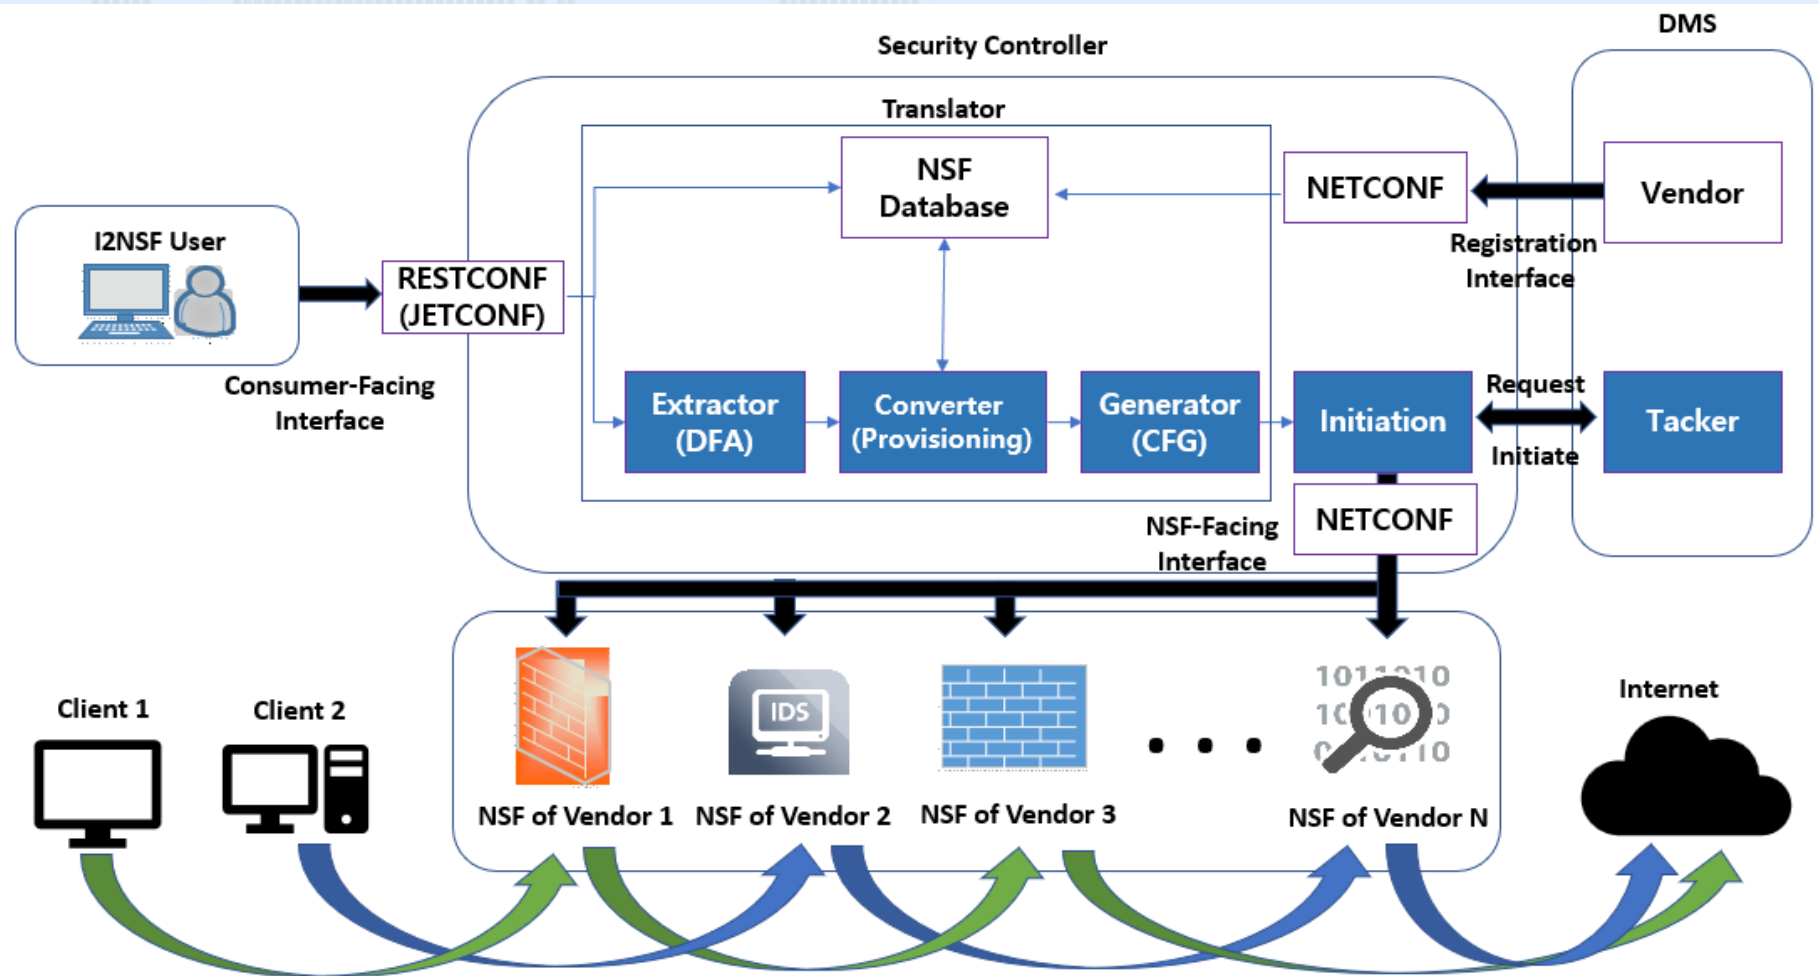 DMS
Security Controller
Translator
NSF
Database
NETCONF
Vendor
I2NSF User
RESTCONF
(JETCONF)
Registration
Interface
Consumer-Facing
Interface
Extractor
(DFA)
Converter
(Provisioning)
Generator
(CFG)
Initiation
Request
Initiate
Tacker
NSF-Facing
Interface
NETCONF
Client 1
Client 2
IDS
Internet
NSF of Vendor 1
NSF of Vendor 2
NSF of Vendor 3
NSF of Vendor N